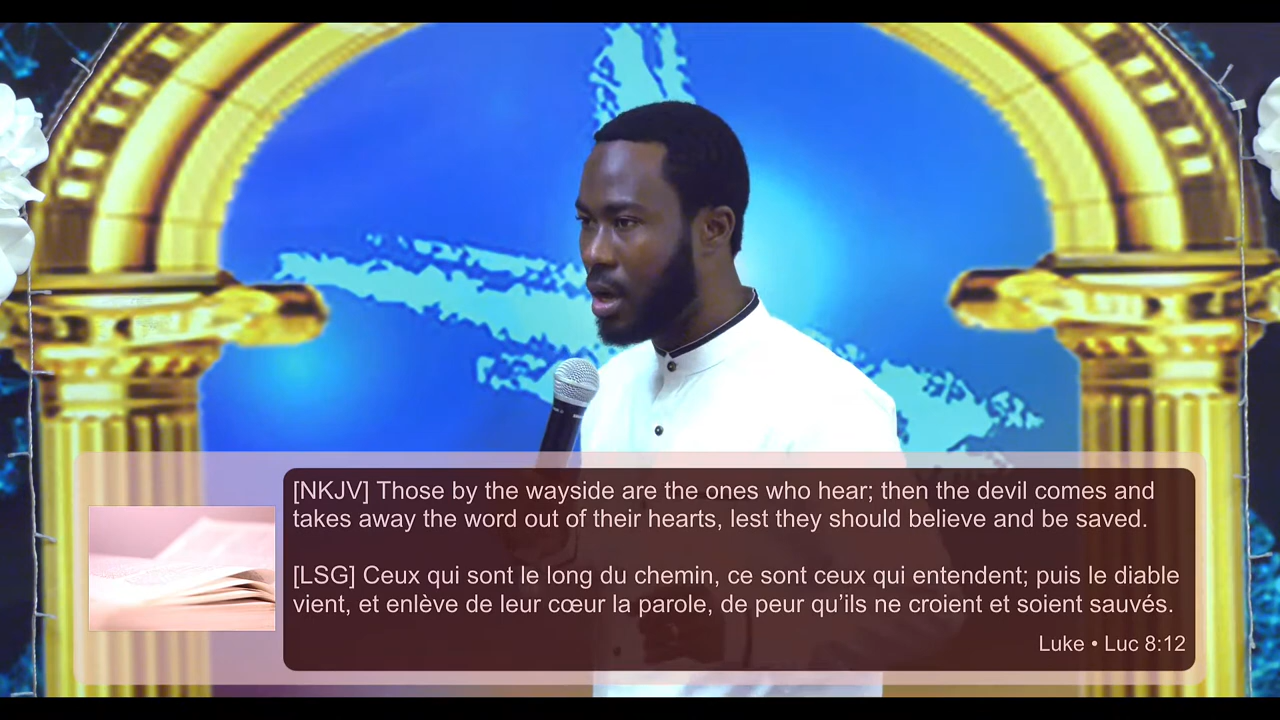 [NKJV] Those by the wayside are the ones who hear; then the devil comes and
takes away the word out of their hearts, lest they should believe and be saved.
[LSG] Ceux qui sont le long du chemin, ce sont ceux qui entendent; puis le diable
vient, et enlève de leur cœur la parole, de peur qu’ils ne croient et soient sauvés.
Luke • Luc 8:12